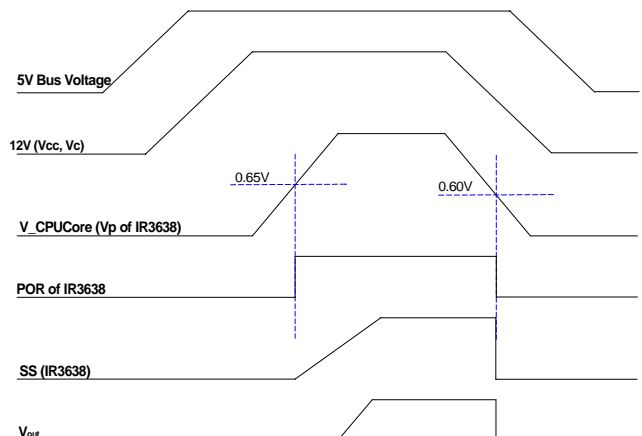 5V Bus Voltage
12V (Vcc, Vc)
0.65V
0.60V
V_CPUCore (Vp of IR3638)
POR of IR3638
SS (IR3638)
Vout